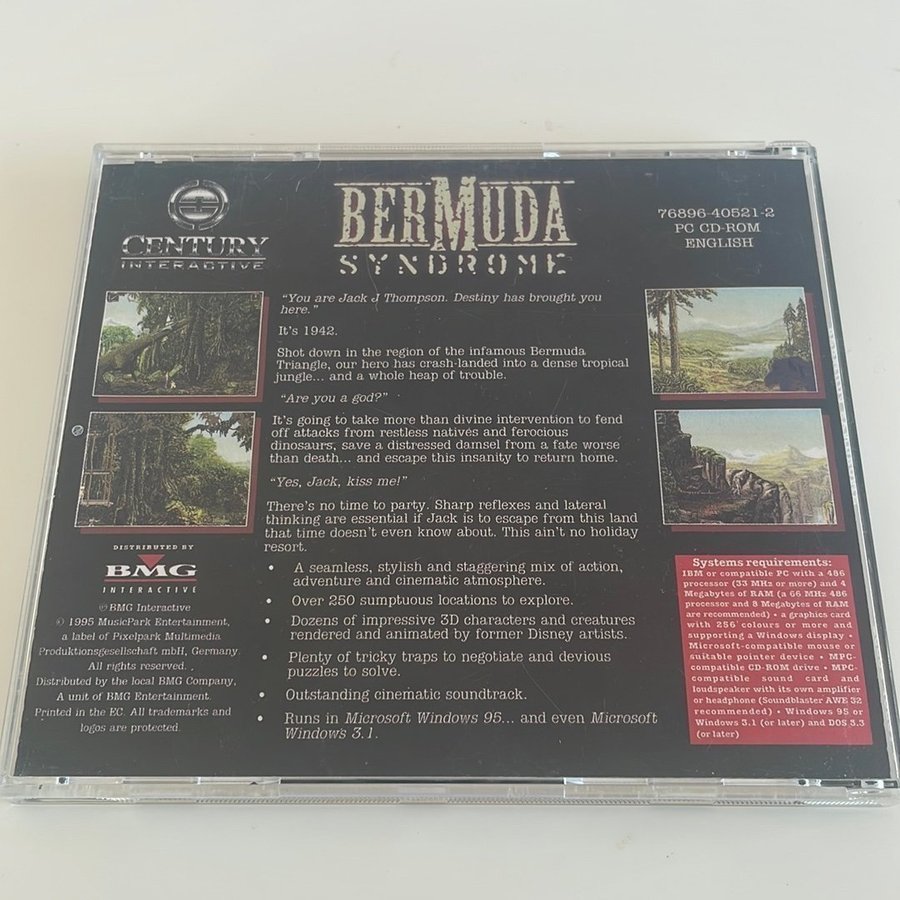 CENTURY
INTERACTIVE
BERMUDA
SYNDROME
76896-40521-2
PC CD-ROM
ENGLISH
"You are Jack J Thompson. Destiny has brought you
here."
It's 1942.
Shot down in the region of the infamous Bermuda
Triangle, our hero has crash-landed into a dense tropical
jungle... and a whole heap of trouble.
"Are you a god?"
It's going to take more than divine intervention to fend
off attacks from restless natives and ferocious
dinosaurs, save a distressed damsel from a fate worse
than death... and escape this insanity to return home.
"Yes, Jack, kiss me!"
There's no time to party. Sharp reflexes and lateral
thinking are essential if Jack is to escape from this land
that time doesn't even know about. This ain't no holiday
resort.
• A seamless, stylish and staggering mix of action,
adventure and cinematic atmosphere.
• Over 250 sumptuous locations to explore.
• Dozens of impressive 3D characters and creatures
rendered and animated by former Disney artists.
• Plenty of tricky traps to negotiate and devious
puzzles to solve.
• Outstanding cinematic soundtrack.
• Runs in Microsoft Windows 95... and even Microsoft
Windows 3.1.
DISTRIBUTED BY
BMG
INTERACTIVE
℗ BMG Interactive
© 1995 MusicPark Entertainment,
a label of Pixelpark Multimedia
Produktionsgesellschaft mbH, Germany.
All rights reserved.
Distributed by the local BMG Company,
A unit of BMG Entertainment.
Printed in the EC. All trademarks and
logos are protected.
Systems requirements:
IBM or compatible PC with a 486
processor (33 MHz or more) and 4
Megabytes of RAM (a 66 MHz 486
processor and 8 Megabytes of RAM
are recommended) • a graphics card
with 256 colours or more and
supporting a Windows display •
Microsoft-compatible mouse or
suitable pointer device • MPC-
compatible CD-ROM drive • MPC-
compatible sound card and
loudspeaker with its own amplifier
or headphone (Soundblaster AWE 32
recommended) • Windows 95 or
Windows 3.1 (or later) and DOS 3.3
(or later)